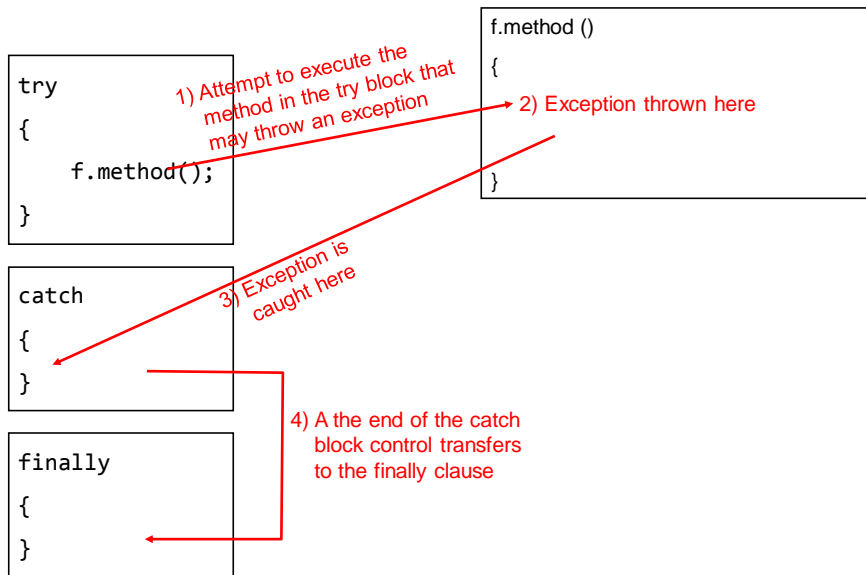 try
{
f.method();
}
1) Attempt to execute the
method in the try block that
may throw an exception
f.method ()
{
2) Exception thrown here
}
3) Exception is
caught here
catch
{
}
4) A the end of the catch
block control transfers
to the finally clause
finally
{
}